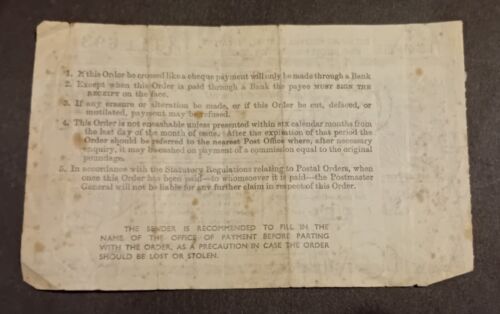 1. If this Order be crossed like a cheque payment will only be made through a Bank
2. Except when this Order is paid through a Bank the payee MUST SIGN THE
RECEIPT on the face.
3. If any erasure or alteration be made, or if this Order be cut, defaced, or
mutilated, payment may be refused.
4. This Order is not encashable unless presented within SIX calendar months from
the last day of the month of issue. After the expiration of that period the
Order should be referred to the nearest Post Office where, after necessary
enquiry, it may be cashed on payment of a commission equal to the original
poundage.
5. In accordance with the Statutory Regulations relating to Postal Orders, when
once this Order has been paid—to whomsoever it is paid—the Postmaster
General will not be liable for any further claim in respect of this Order.
THE SENDER IS RECOMMENDED TO FILL IN THE
NAME OF THE OFFICE OF PAYMENT BEFORE PARTING
WITH THE ORDER, AS A PRECAUTION IN CASE THE ORDER
SHOULD BE LOST OR STOLEN.